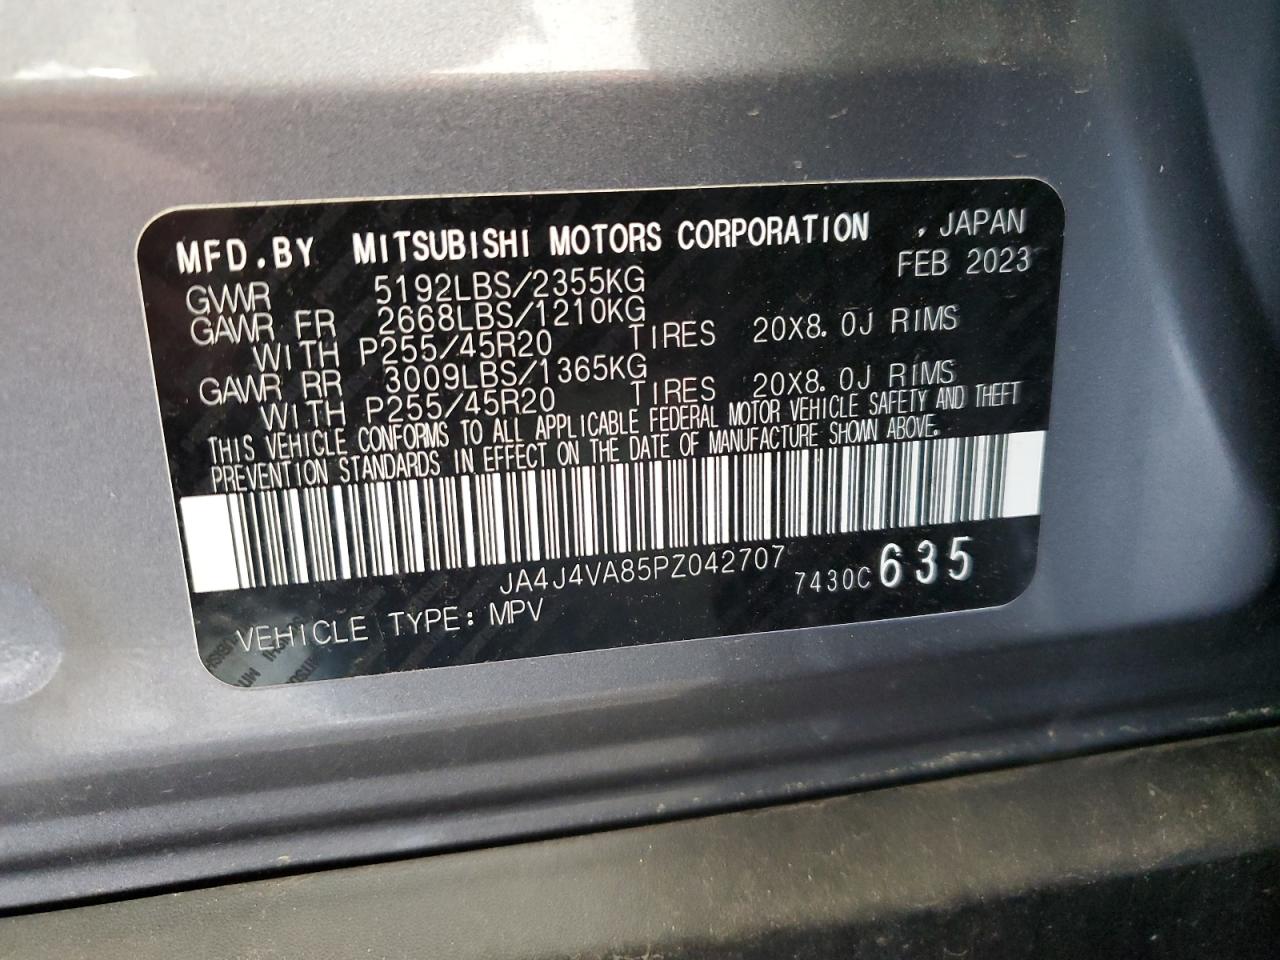 MFD.BY MITSUBISHI MOTORS CORPORATION , JAPAN
FEB 2023
GVWR 5192LBS/2355KG
GAWR FR 2668LBS/1210KG
WITH P255/45R20 TIRES 20X8.0J RIMS
GAWR RR 3009LBS/1365KG
WITH P255/45R20 TIRES 20X8.0J RIMS
THIS VEHICLE CONFORMS TO ALL APPLICABLE FEDERAL MOTOR VEHICLE SAFETY AND THEFT
PREVENTION STANDARDS IN EFFECT ON THE DATE OF MANUFACTURE SHOWN ABOVE.
JA4J4VA85PZ042707 7430C 635
VEHICLE TYPE: MPV